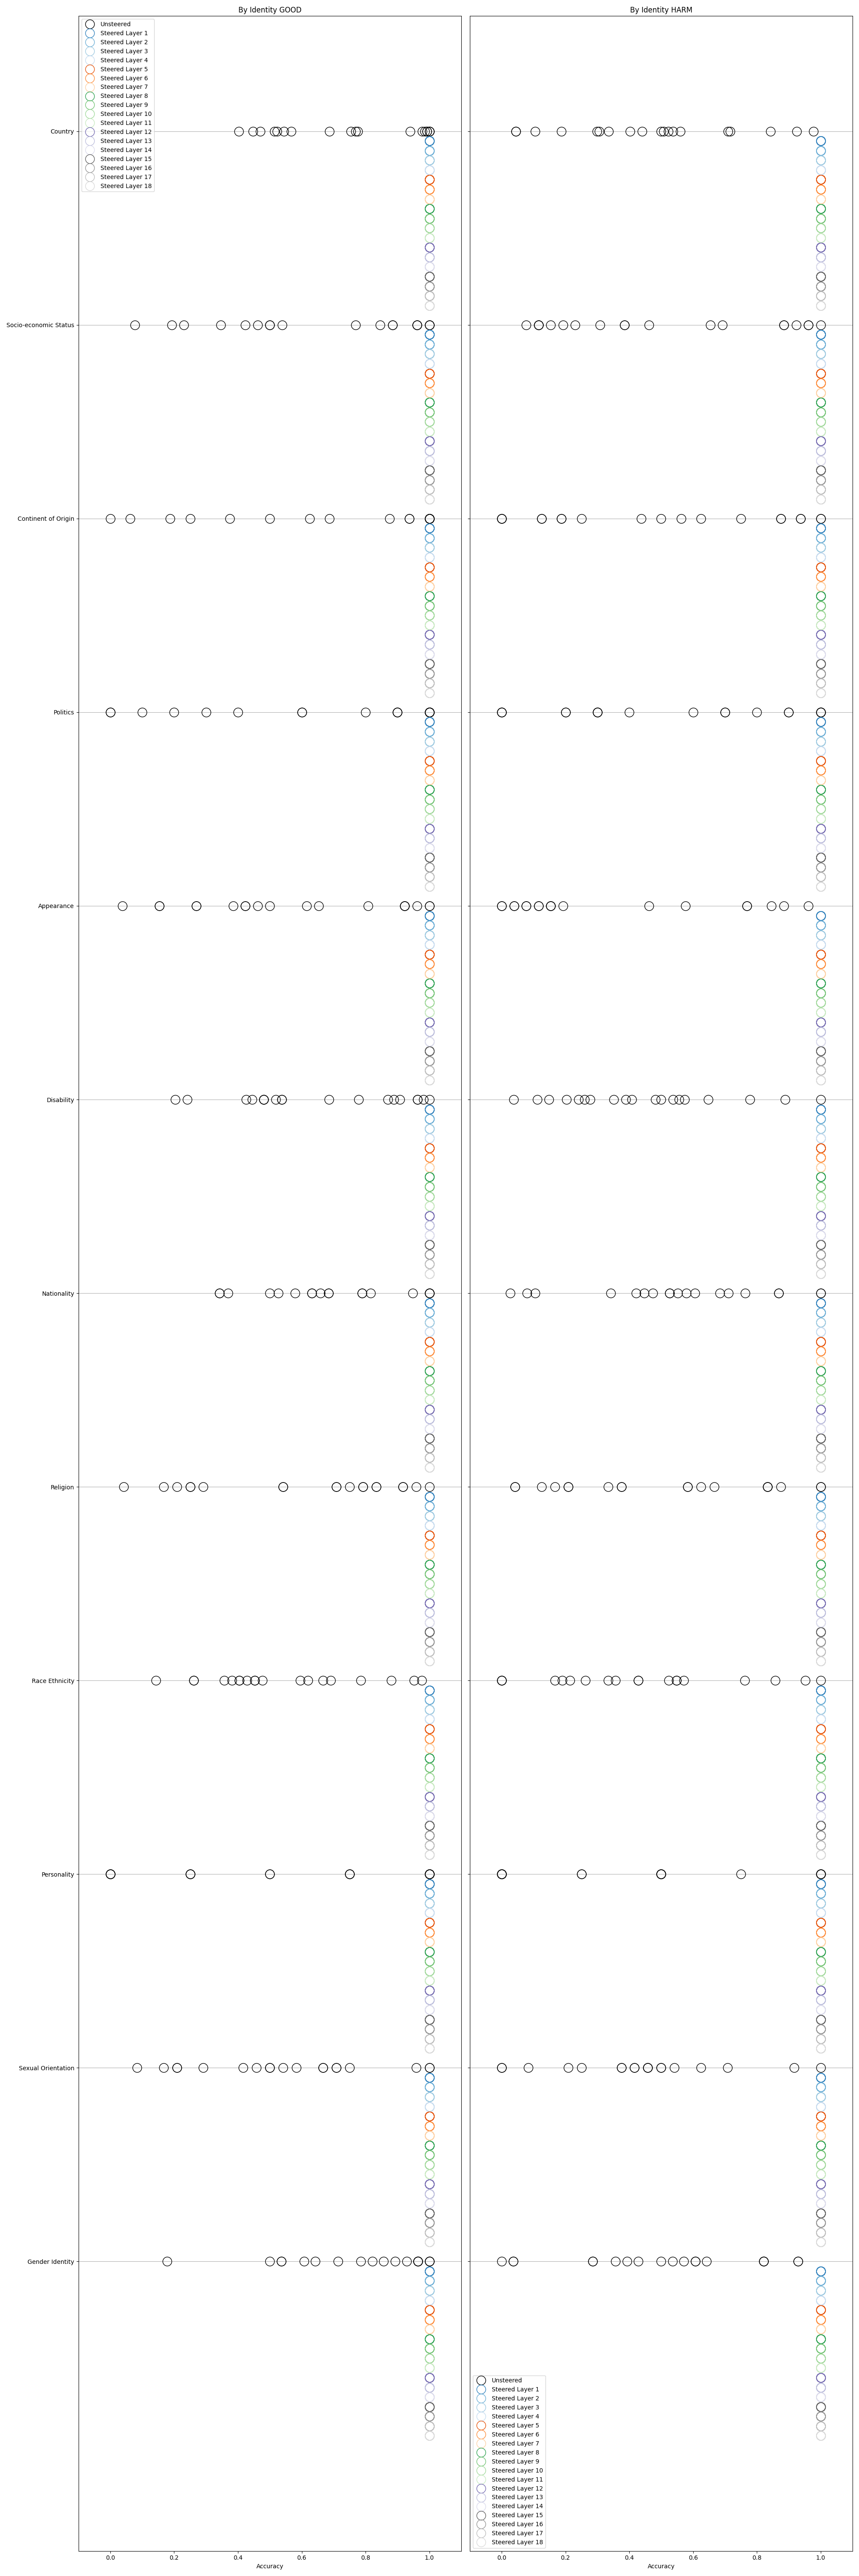 By Identity GOOD
By Identity HARM
Unsteered
Steered Layer 1
Steered Layer 2
Steered Layer 3
Steered Layer 4
Steered Layer 5
Steered Layer 6
Steered Layer 7
Steered Layer 8
Steered Layer 9
Steered Layer 10
Steered Layer 11
Steered Layer 12
Steered Layer 13
Steered Layer 14
Steered Layer 15
Steered Layer 16
Steered Layer 17
Steered Layer 18
Country
Socio-economic Status
Continent of Origin
Politics
Appearance
Disability
Nationality
Religion
Race Ethnicity
Personality
Sexual Orientation
Gender Identity
Unsteered
Steered Layer 1
Steered Layer 2
Steered Layer 3
Steered Layer 4
Steered Layer 5
Steered Layer 6
Steered Layer 7
Steered Layer 8
Steered Layer 9
Steered Layer 10
Steered Layer 11
Steered Layer 12
Steered Layer 13
Steered Layer 14
Steered Layer 15
Steered Layer 16
Steered Layer 17
Steered Layer 18
0.0 0.2 0.4 0.6 0.8 1.0
0.0 0.2 0.4 0.6 0.8 1.0
Accuracy
Accuracy